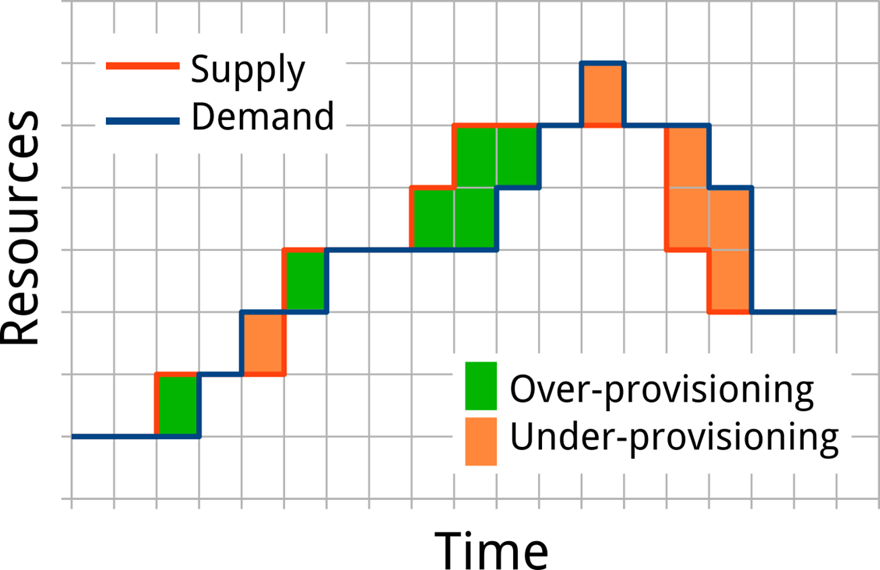 Supply
Demand
Resources
Over-provisioning
Under-provisioning
Time